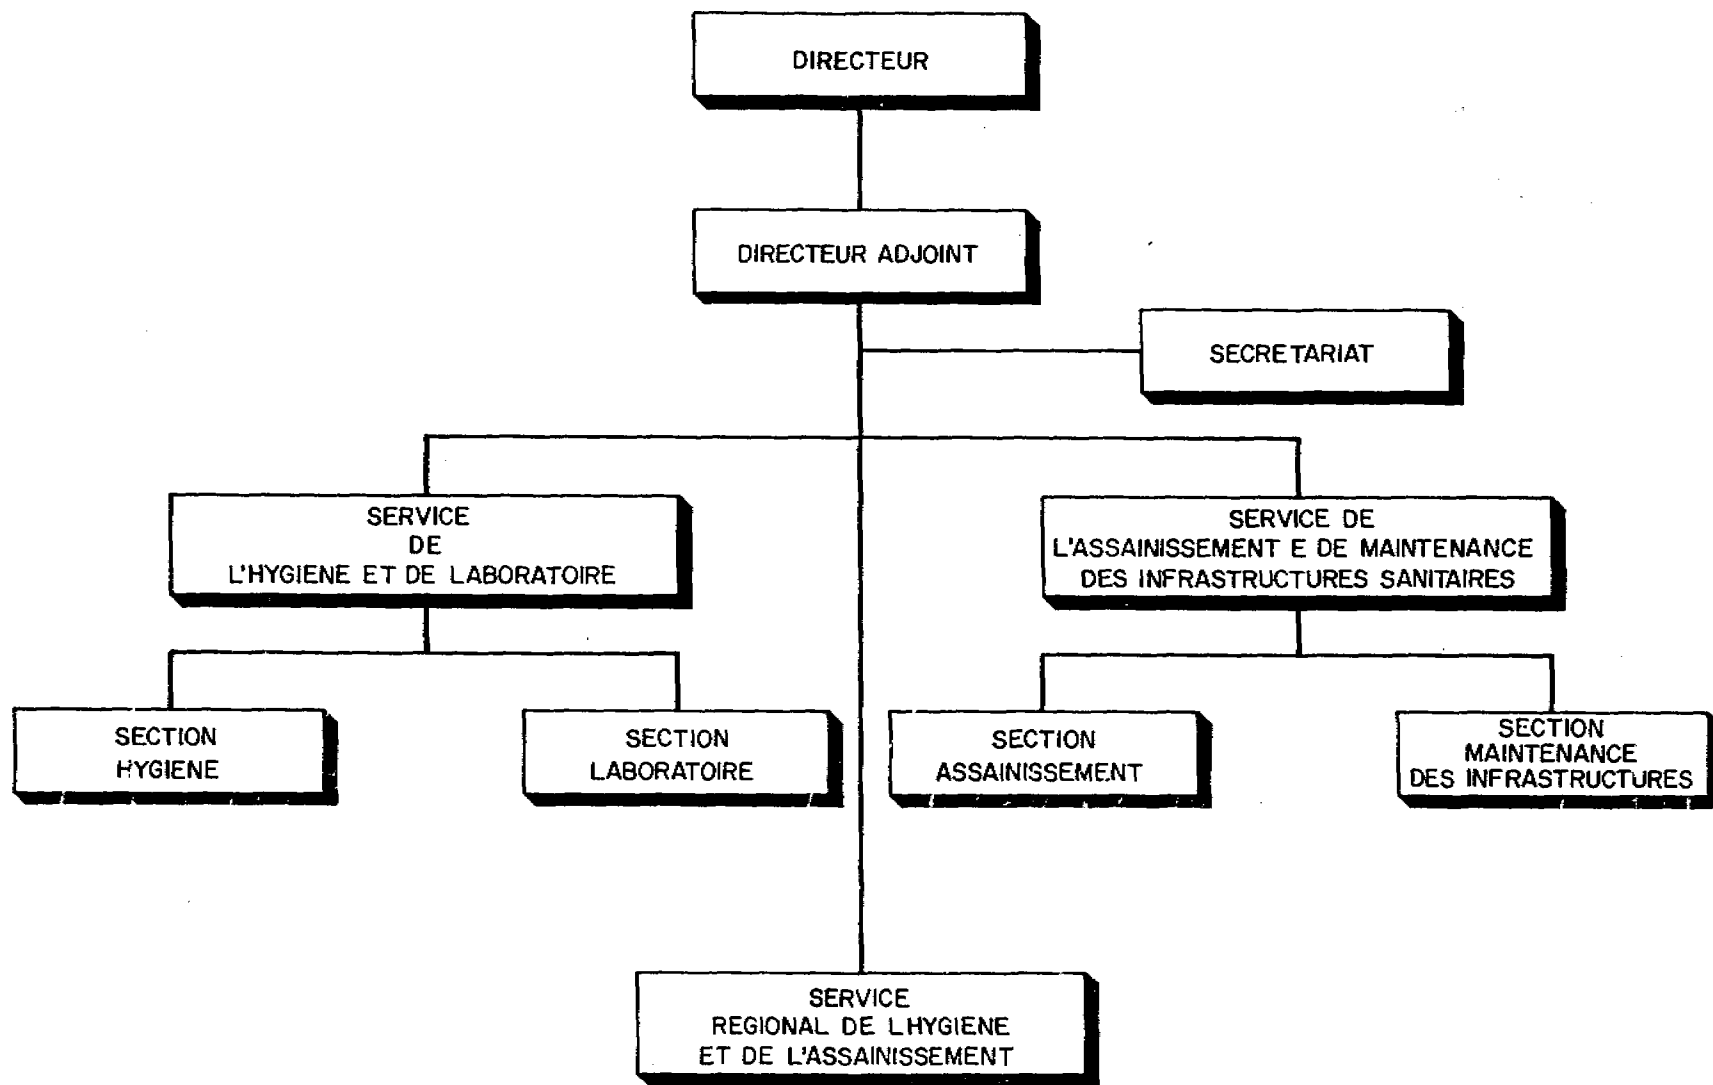 DIRECTEUR
DIRECTEUR ADJOINT
SECRETARIAT
SERVICE
DE
L'HYGIENE ET DE LABORATOIRE
SERVICE DE
L'ASSAINISSEMENT E DE MAINTENANCE
DES INFRASTRUCTURES SANITAIRES
SECTION
HYGIENE
SECTION
LABORATOIRE
SECTION
ASSAINISSEMENT
SECTION
MAINTENANCE
DES INFRASTRUCTURES
SERVICE
REGIONAL DE LHYGIENE
ET DE L'ASSAINISSEMENT